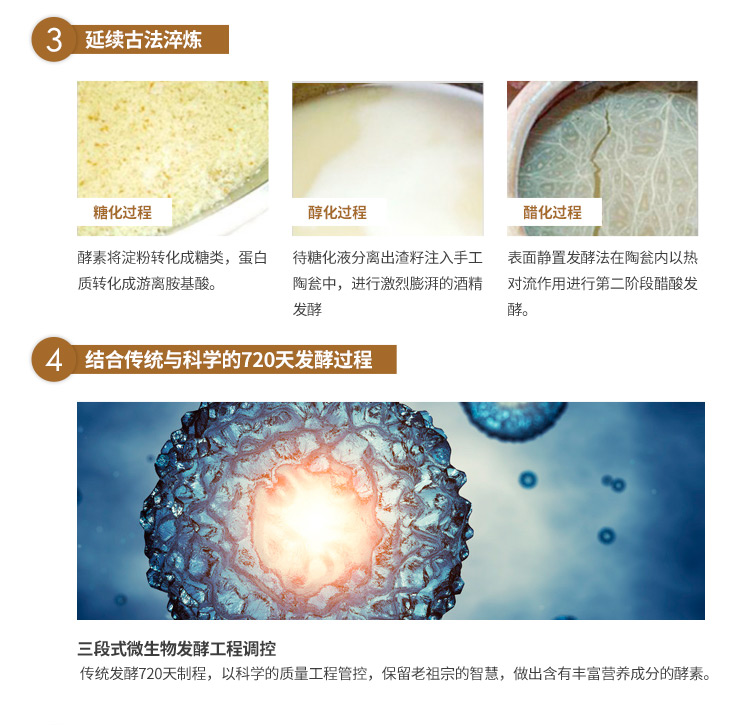 3 延续古法淬炼
糖化过程
酵素将淀粉转化成糖类，蛋白
质转化成游离胺基酸。
醇化过程
待糖化液分离出渣籽注入手工
陶瓮中，进行激烈膨湃的酒精
发酵
醋化过程
表面静置发酵法在陶瓮内以热
对流作用进行第二阶段醋酸发
酵。
4 结合传统与科学的720天发酵过程
三段式微生物发酵工程调控
传统发酵720天制程，以科学的质量工程管控，保留老祖宗的智慧，做出含有丰富营养成分的酵素。